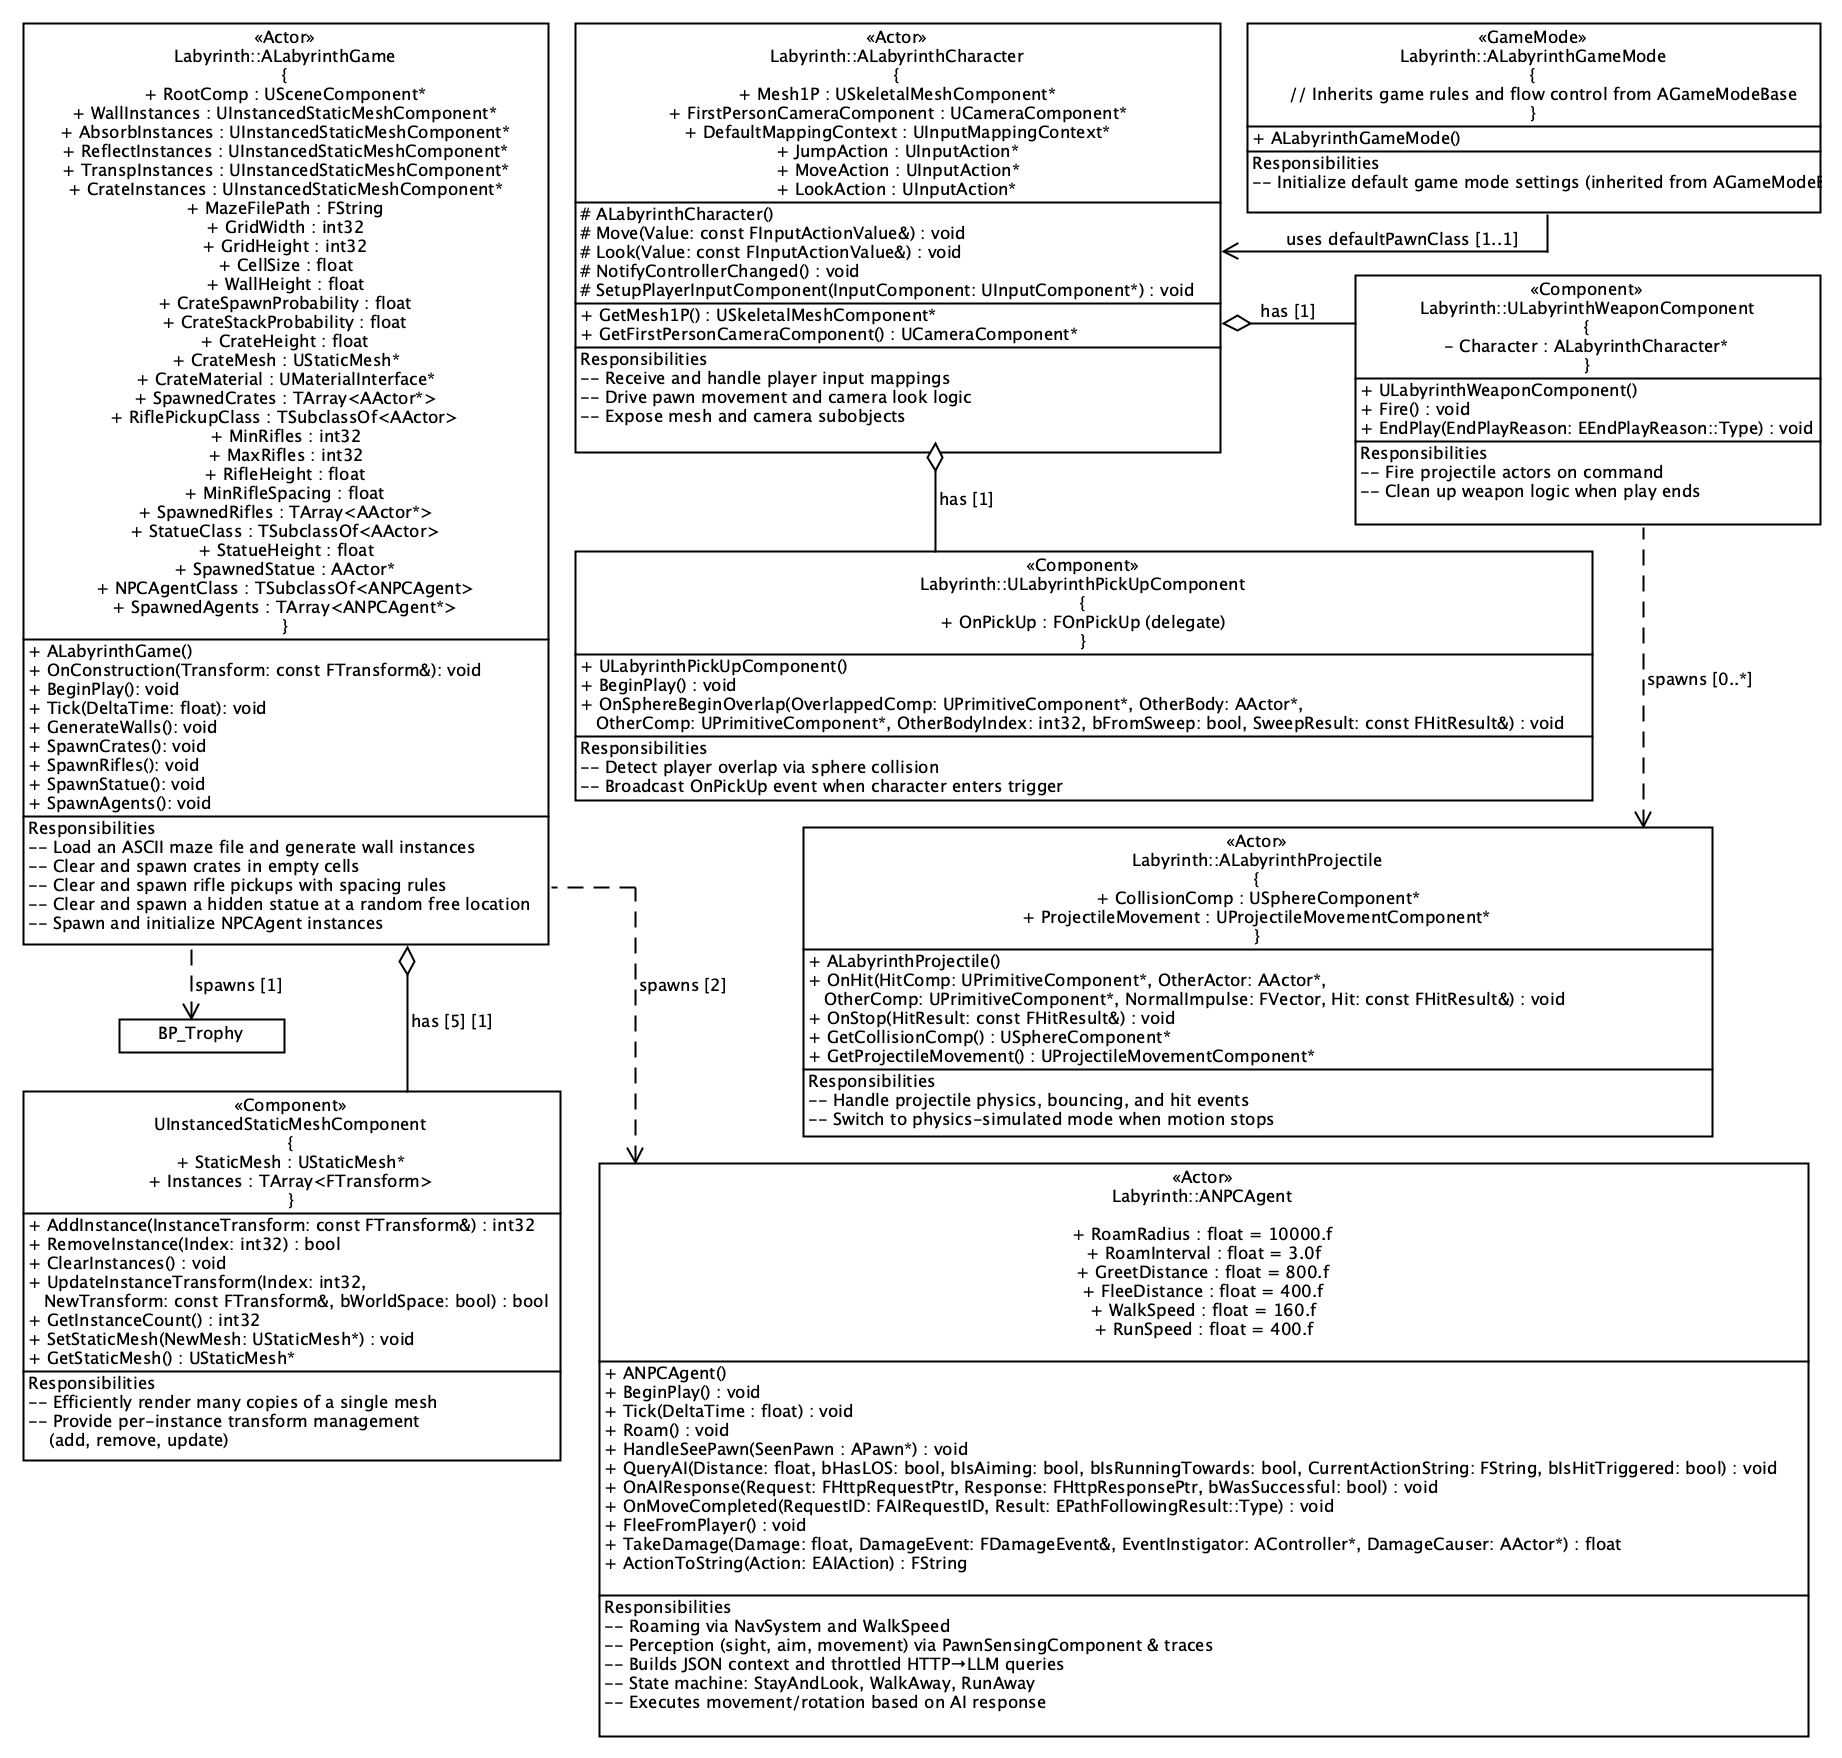 «Actor»
Labyrinth::ALabyrinthGame
{
+ RootComp : USceneComponent*
+ WallInstances : UInstancedStaticMeshComponent*
+ AbsorbInstances : UInstancedStaticMeshComponent*
+ ReflectInstances : UInstancedStaticMeshComponent*
+ TranspInstances : UInstancedStaticMeshComponent*
+ CrateInstances : UInstancedStaticMeshComponent*
+ MazeFilePath : FString
+ GridWidth : int32
+ GridHeight : int32
+ CellSize : float
+ WallHeight : float
+ CrateSpawnProbability : float
+ CrateStackProbability : float
+ CrateHeight : float
+ CrateMesh : UStaticMesh*
+ CrateMaterial : UMaterialInterface*
+ SpawnedCrates : TArray<AActor*>
+ RiflePickupClass : TSubclassOf<AActor>
+ MinRifles : int32
+ MaxRifles : int32
+ RifleHeight : float
+ MinRifleSpacing : float
+ SpawnedRifles : TArray<AActor*>
+ StatueClass : TSubclassOf<AActor>
+ StatueHeight : float
+ SpawnedStatue : AActor*
+ NPCAgentClass : TSubclassOf<ANPCAgent>
+ SpawnedAgents : TArray<ANPCAgent*>
}
+ ALabyrinthGame()
+ OnConstruction(Transform: const FTransform&): void
+ BeginPlay(): void
+ Tick(DeltaTime: float): void
+ GenerateWalls(): void
+ SpawnCrates(): void
+ SpawnRifles(): void
+ SpawnStatue(): void
+ SpawnAgents(): void
Responsibilities
-- Load an ASCII maze file and generate wall instances
-- Clear and spawn crates in empty cells
-- Clear and spawn rifle pickups with spacing rules
-- Clear and spawn a hidden statue at a random free location
-- Spawn and initialize NPCAgent instances
«Actor»
Labyrinth::ALabyrinthCharacter
{
+ Mesh1P : USkeletalMeshComponent*
+ FirstPersonCameraComponent : UCameraComponent*
+ DefaultMappingContext : UInputMappingContext*
+ JumpAction : UInputAction*
+ MoveAction : UInputAction*
+ LookAction : UInputAction*
# ALabyrinthCharacter()
# Move(Value: const FInputActionValue&) : void
# Look(Value: const FInputActionValue&) : void
# NotifyControllerChanged() : void
# SetupPlayerInputComponent(InputComponent: UInputComponent*) : void
+ GetMesh1P() : USkeletalMeshComponent*
+ GetFirstPersonCameraComponent() : UCameraComponent*
Responsibilities
-- Receive and handle player input mappings
-- Drive pawn movement and camera look logic
-- Expose mesh and camera subobjects
«GameMode»
Labyrinth::ALabyrinthGameMode
{
// Inherits game rules and flow control from AGameModeBase
}
+ ALabyrinthGameMode()
Responsibilities
-- Initialize default game mode settings (inherited from AGameModeB
uses defaultPawnClass [1..1]
has [1]
«Component»
Labyrinth::ULabyrinthWeaponComponent
{
- Character : ALabyrinthCharacter*
}
+ ULabyrinthWeaponComponent()
+ Fire() : void
+ EndPlay(EndPlayReason: EEndPlayReason::Type) : void
Responsibilities
-- Fire projectile actors on command
-- Clean up weapon logic when play ends
has [1]
«Component»
Labyrinth::ULabyrinthPickUpComponent
{
+ OnPickUp : FOnPickUp (delegate)
}
+ ULabyrinthPickUpComponent()
+ BeginPlay() : void
+ OnSphereBeginOverlap(OverlappedComp: UPrimitiveComponent*, OtherBody: AActor*,
OtherComp: UPrimitiveComponent*, OtherBodyIndex: int32, bFromSweep: bool, SweepResult: const FHitResult&) : void
Responsibilities
-- Detect player overlap via sphere collision
-- Broadcast OnPickUp event when character enters trigger
spawns [0..*]
«Actor»
Labyrinth::ALabyrinthProjectile
{
+ CollisionComp : USphereComponent*
+ ProjectileMovement : UProjectileMovementComponent*
}
+ ALabyrinthProjectile()
+ OnHit(HitComp: UPrimitiveComponent*, OtherActor: AActor*,
OtherComp: UPrimitiveComponent*, NormalImpulse: FVector, Hit: const FHitResult&) : void
+ OnStop(HitResult: const FHitResult&) : void
+ GetCollisionComp() : USphereComponent*
+ GetProjectileMovement() : UProjectileMovementComponent*
Responsibilities
-- Handle projectile physics, bouncing, and hit events
-- Switch to physics-simulated mode when motion stops
spawns [1]
BP_Trophy
has [5] [1]
spawns [2]
«Component»
UInstancedStaticMeshComponent
{
+ StaticMesh : UStaticMesh*
+ Instances : TArray<FTransform>
}
+ AddInstance(InstanceTransform: const FTransform&) : int32
+ RemoveInstance(Index: int32) : bool
+ ClearInstances() : void
+ UpdateInstanceTransform(Index: int32,
NewTransform: const FTransform&, bWorldSpace: bool) : bool
+ GetInstanceCount() : int32
+ SetStaticMesh(NewMesh: UStaticMesh*) : void
+ GetStaticMesh() : UStaticMesh*
Responsibilities
-- Efficiently render many copies of a single mesh
-- Provide per-instance transform management
(add, remove, update)
«Actor»
Labyrinth::ANPCAgent
+ RoamRadius : float = 10000.f
+ RoamInterval : float = 3.0f
+ GreetDistance : float = 800.f
+ FleeDistance : float = 400.f
+ WalkSpeed : float = 160.f
+ RunSpeed : float = 400.f
+ ANPCAgent()
+ BeginPlay() : void
+ Tick(DeltaTime : float) : void
+ Roam() : void
+ HandleSeePawn(SeenPawn : APawn*) : void
+ QueryAI(Distance: float, bHasLOS: bool, bIsAiming: bool, bIsRunningTowards: bool, CurrentActionString: FString, bIsHitTriggered: bool) : void
+ OnAIResponse(Request: FHttpRequestPtr, Response: FHttpResponsePtr, bWasSuccessful: bool) : void
+ OnMoveCompleted(RequestID: FAIRequestID, Result: EPathFollowingResult::Type) : void
+ FleeFromPlayer() : void
+ TakeDamage(Damage: float, DamageEvent: FDamageEvent&, EventInstigator: AController*, DamageCauser: AActor*) : float
+ ActionToString(Action: EAIAction) : FString
Responsibilities
-- Roaming via NavSystem and WalkSpeed
-- Perception (sight, aim, movement) via PawnSensingComponent & traces
-- Builds JSON context and throttled HTTP→LLM queries
-- State machine: StayAndLook, WalkAway, RunAway
-- Executes movement/rotation based on AI response